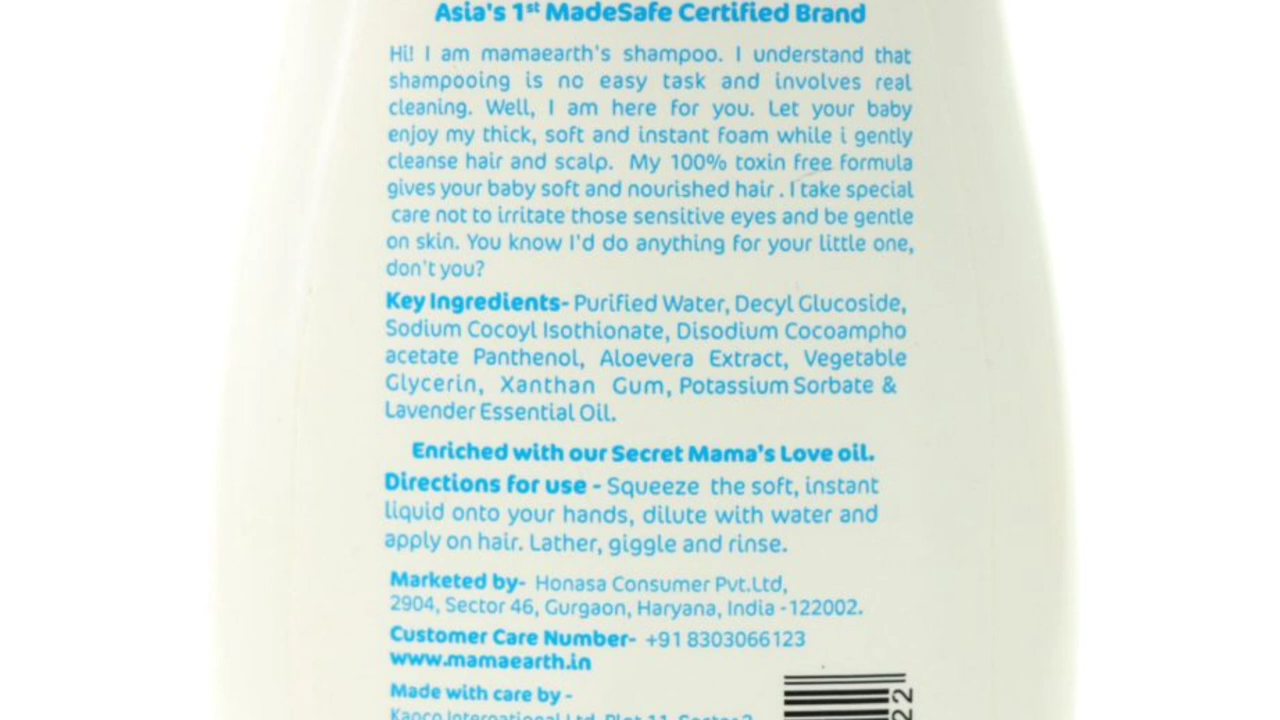 Asia's 1st MadeSafe Certified Brand
Hi! I am mamaearth's shampoo. I understand that
shampooing is no easy task and involves real
cleaning. Well, I am here for you. Let your baby
enjoy my thick, soft and instant foam while i gently
cleanse hair and scalp. My 100% toxin free formula
gives your baby soft and nourished hair . I take special
care not to irritate those sensitive eyes and be gentle
on skin. You know I'd do anything for your little one,
don't you?
Key Ingredients- Purified Water, Decyl Glucoside,
Sodium Cocoyl Isothionate, Disodium Cocoampho
acetate Panthenol, Aloevera Extract, Vegetable
Glycerin, Xanthan Gum, Potassium Sorbate &
Lavender Essential Oil.
Enriched with our Secret Mama's Love oil.
Directions for use - Squeeze the soft, instant
liquid onto your hands, dilute with water and
apply on hair. Lather, giggle and rinse.
Marketed by- Honasa Consumer Pvt.Ltd,
2904, Sector 46, Gurgaon, Haryana, India -122002.
Customer Care Number- +91 8303066123
www.mamaearth.in
Made with care by -
Kapco International Ltd, Plot 11, Sector 2
22